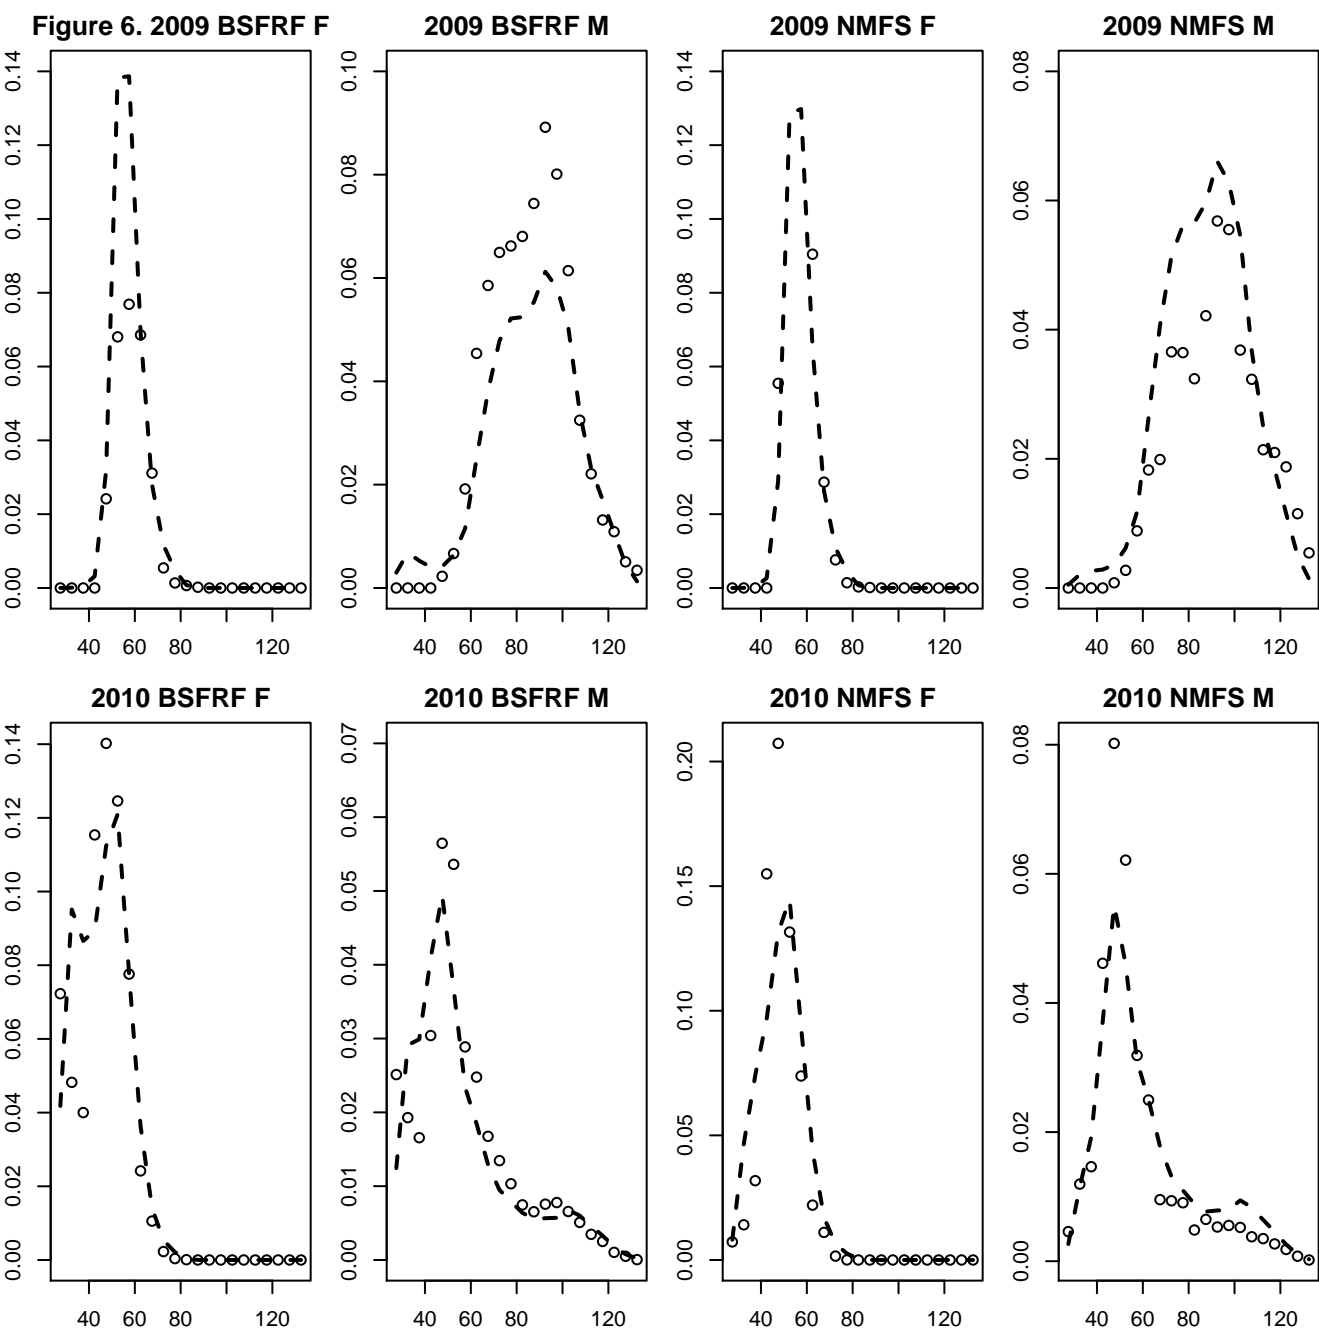 Figure 6. 2009 BSFRF F
2009 BSFRF M
2009 NMFS F
2009 NMFS M
0.00 0.02 0.04 0.06 0.08 0.10 0.12 0.14
40 60 80 120
0.00 0.02 0.04 0.06 0.08 0.10
40 60 80 120
0.00 0.02 0.04 0.06 0.08 0.10 0.12 0.14
40 60 80 120
0.00 0.02 0.04 0.06 0.08
40 60 80 120
2010 BSFRF F
2010 BSFRF M
2010 NMFS F
2010 NMFS M
0.00 0.02 0.04 0.06 0.08 0.10 0.12 0.14
40 60 80 120
0.00 0.01 0.02 0.03 0.04 0.05 0.06 0.07
40 60 80 120
0.00 0.05 0.10 0.15 0.20
40 60 80 120
0.00 0.02 0.04 0.06 0.08
40 60 80 120